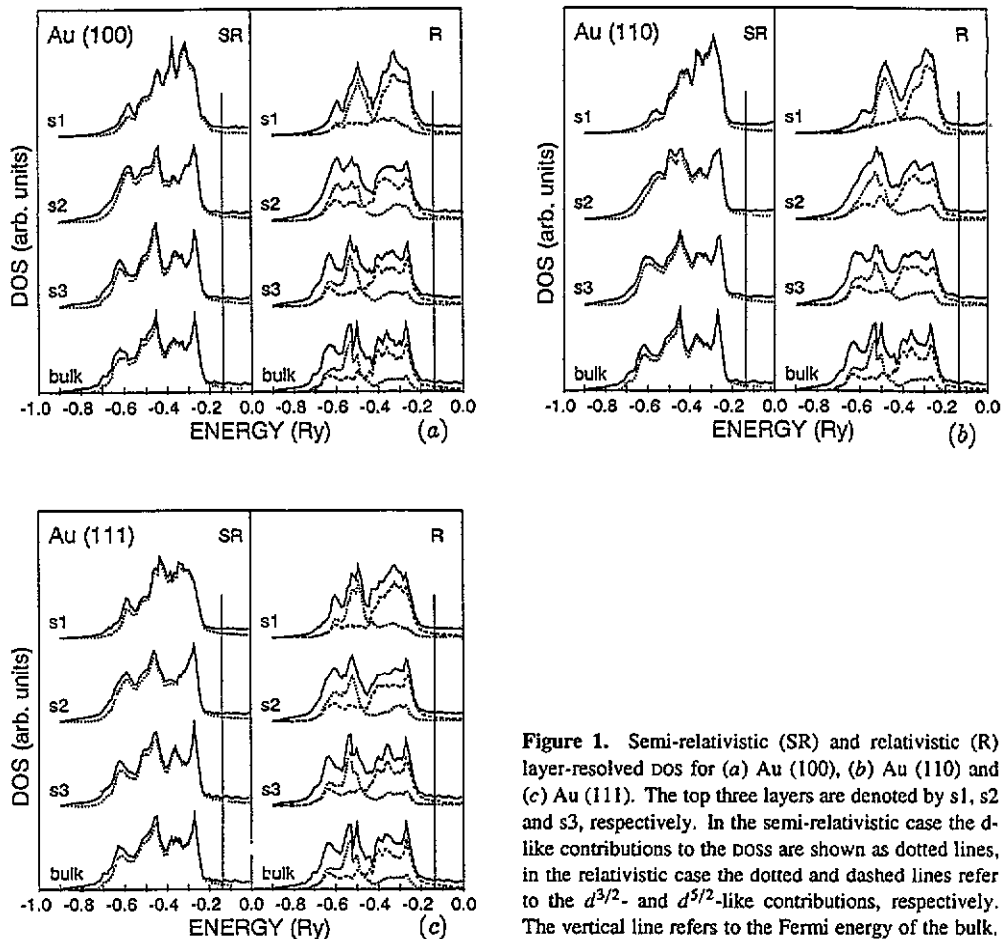 Au (100)
SR
R
s1
s1
s2
s2
s3
s3
bulk
bulk
DOS (arb. units)
-1.0 -0.8 -0.6 -0.4 -0.2 0.0 -0.8 -0.6 -0.4 -0.2 0.0
ENERGY (Ry)
(a)
Au (110)
SR
R
s1
s1
s2
s2
s3
s3
bulk
bulk
DOS (arb. units)
-1.0 -0.8 -0.6 -0.4 -0.2 -0.0 -0.8 -0.6 -0.4 -0.2 0.0
ENERGY (Ry)
(b)
Au (111)
SR
R
s1
s1
s2
s2
s3
s3
bulk
bulk
DOS (arb. units)
-1.0 -0.8 -0.6 -0.4 -0.2 0.0 -0.8 -0.6 -0.4 -0.2 0.0
ENERGY (Ry)
(c)
Figure 1. Semi-relativistic (SR) and relativistic (R)
layer-resolved DOS for (a) Au (100), (b) Au (110) and
(c) Au (111). The top three layers are denoted by s1, s2
and s3, respectively. In the semi-relativistic case the d-
like contributions to the DOSs are shown as dotted lines,
in the relativistic case the dotted and dashed lines refer
to the d^{3/2}- and d^{5/2}-like contributions, respectively.
The vertical line refers to the Fermi energy of the bulk.